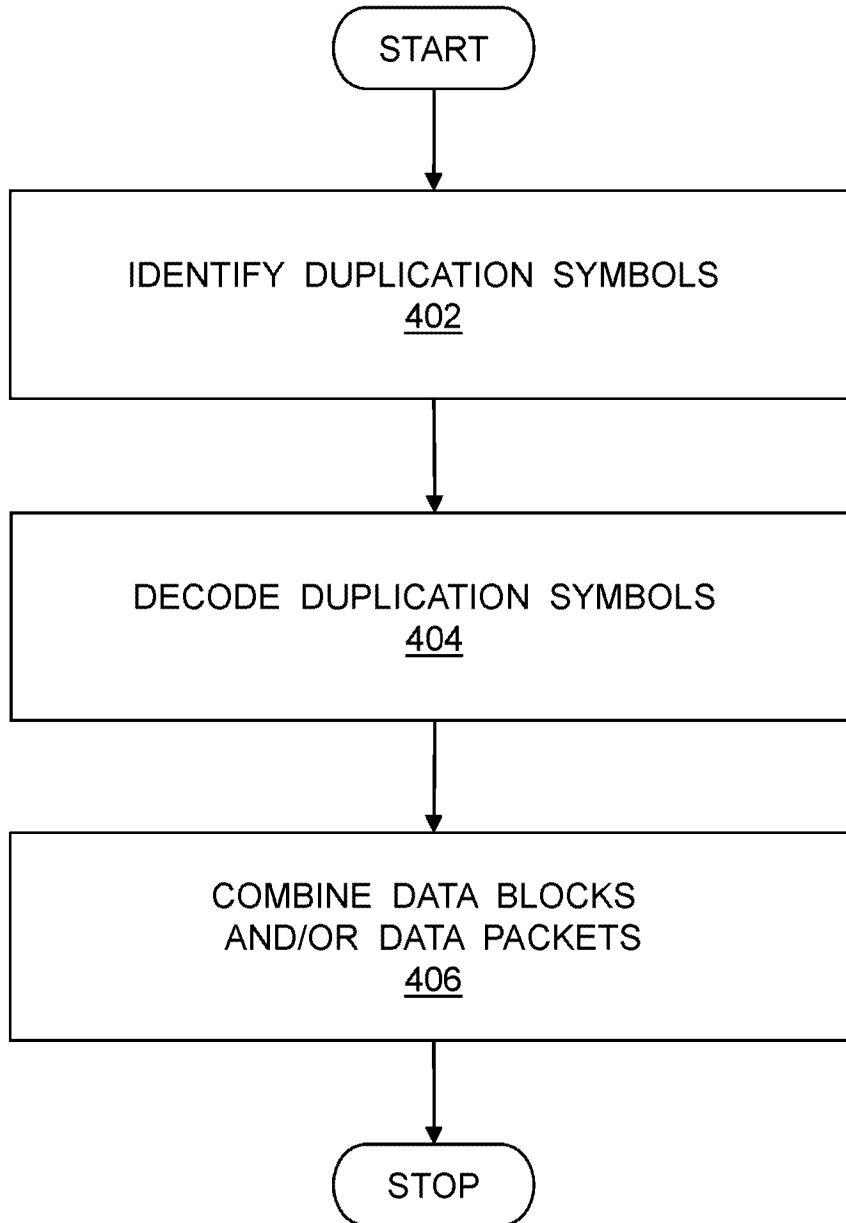 START
IDENTIFY DUPLICATION SYMBOLS
402
DECODE DUPLICATION SYMBOLS
404
COMBINE DATA BLOCKS
AND/OR DATA PACKETS
406
STOP